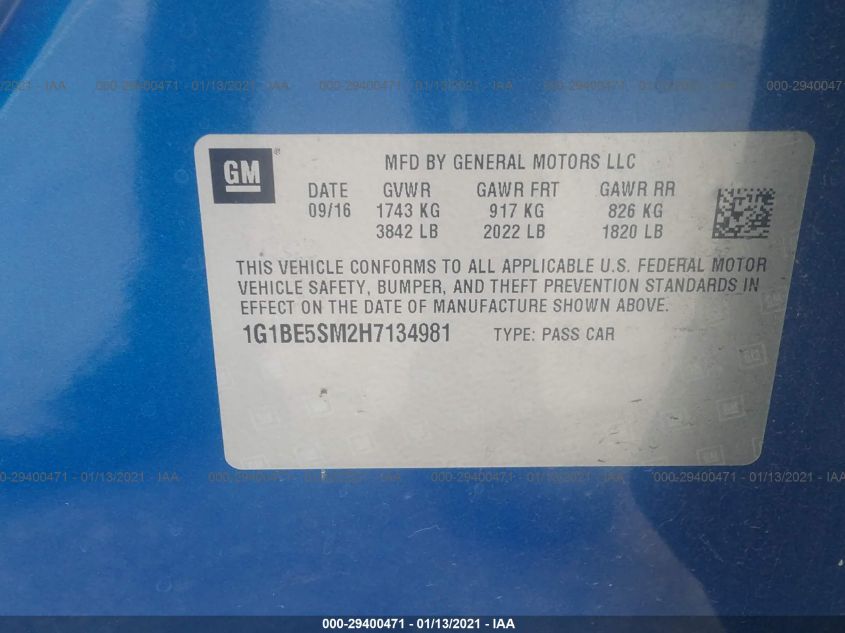 000-29400471 - 01/13/2021 - IAA
GM
MFD BY GENERAL MOTORS LLC
DATE GVWR GAWR FRT GAWR RR
09/16 1743 KG 917 KG 826 KG
3842 LB 2022 LB 1820 LB
THIS VEHICLE CONFORMS TO ALL APPLICABLE U.S. FEDERAL MOTOR
VEHICLE SAFETY, BUMPER, AND THEFT PREVENTION STANDARDS IN
EFFECT ON THE DATE OF MANUFACTURE SHOWN ABOVE.
1G1BE5SM2H7134981 TYPE: PASS CAR
000-29400471 - 01/13/2021 - IAA
000-29400471 - 01/13/2021 - IAA